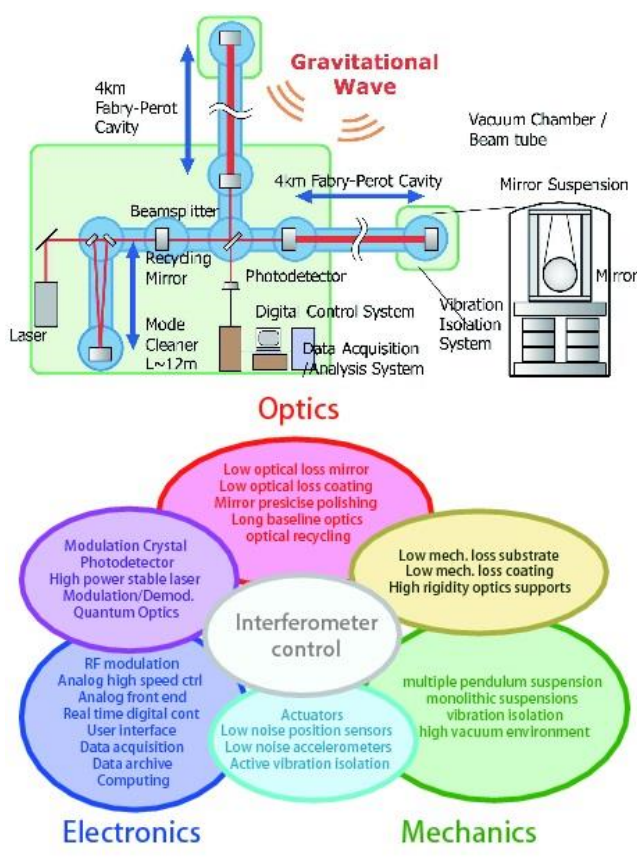 4km
Fabry-Perot
Cavity
Gravitational
Wave
Vacuum Chamber /
Beam tube
4km Fabry-Perot Cavity
Mirror Suspension
Beamsplitter
Mirror
Recycling
Mirror
Photodetector
Laser
Mode
Cleaner
L~12m
Digital Control System
Data Acquisition
/Analysis System
Vibration
Isolation
System
Optics
Low optical loss mirror
Low optical loss coating
Mirror presicise polishing
Long baseline optics
optical recycling
Modulation Crystal
Photodetector
High power stable laser
Modulation/Demod.
Quantum Optics
Low mech. loss substrate
Low mech. loss coating
High rigidity optics supports
Interferometer
control
RF modulation
Analog high speed ctrl
Analog front end
Real time digital cont
User interface
Data acquisition
Data archive
Computing
Actuators
Low noise position sensors
Low noise accelerometers
Active vibration isolation
multiple pendulum suspension
monolithic suspensions
vibration isolation
high vacuum environment
Electronics
Mechanics